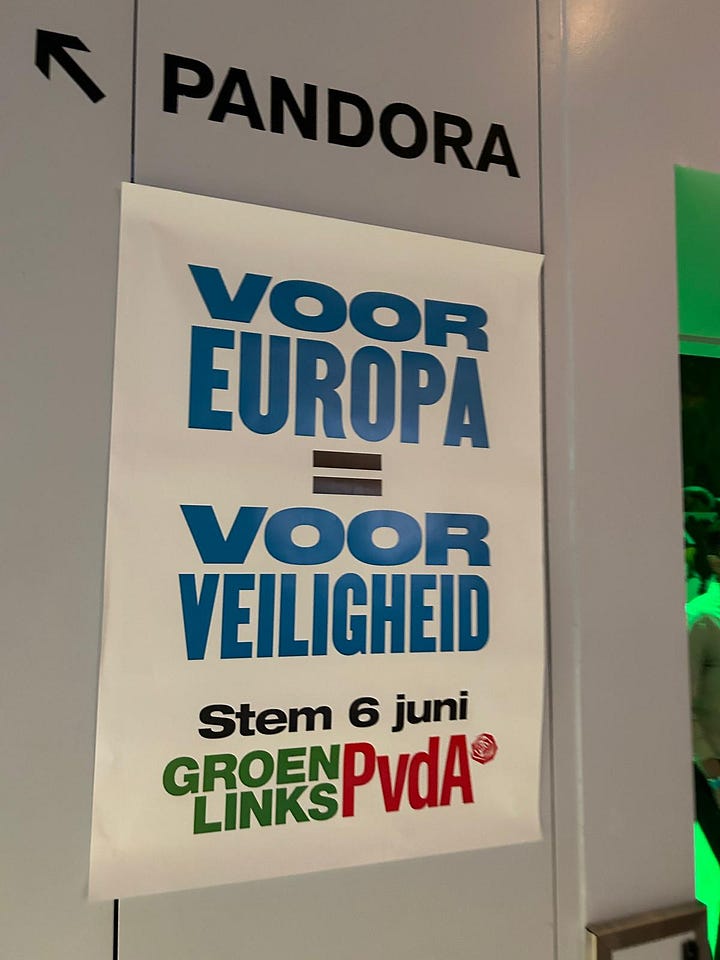 PANDORA
VOOR
EUROPA
=
VOOR
VEILIGHEID
Stem 6 juni
GROEN
LINKS PvdA